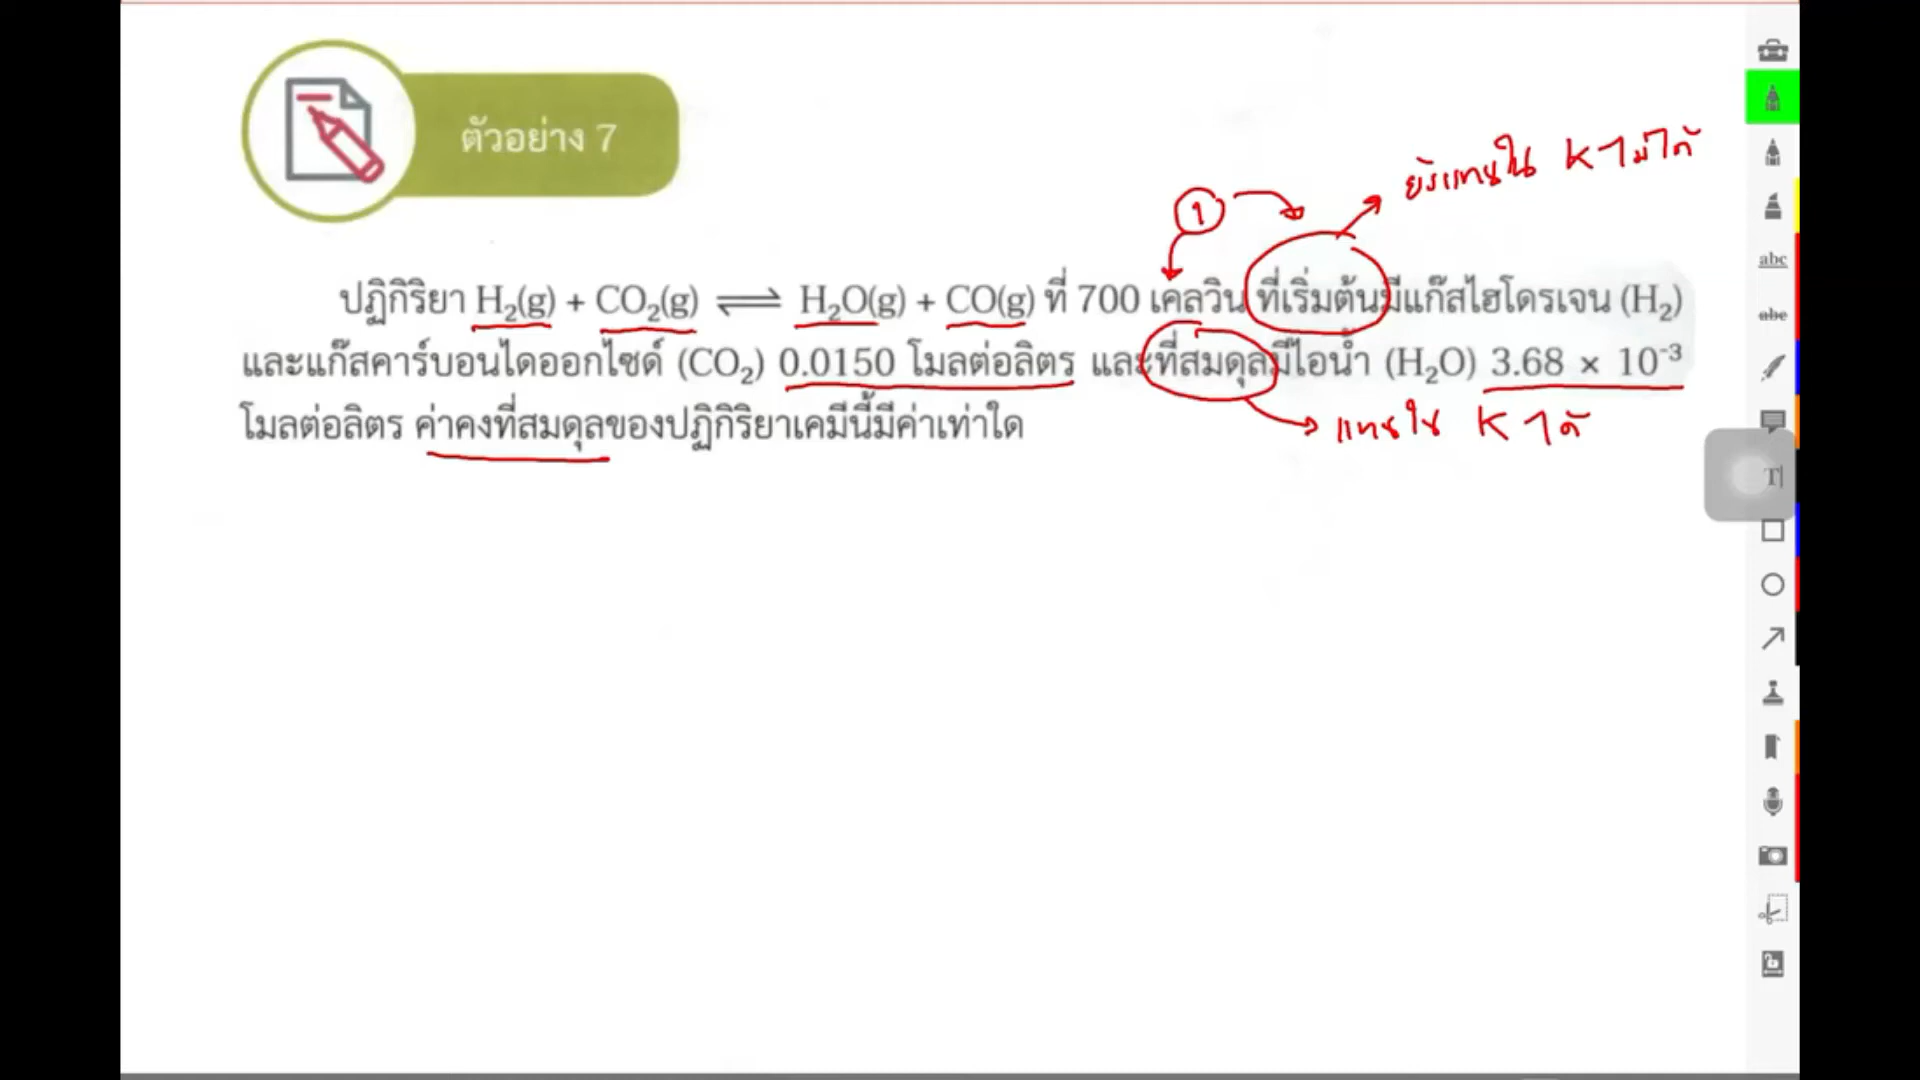 ตัวอย่าง 7
ยังแทนใน K ไม่ได้
1
ปฏิกิริยา H₂(g) + CO₂(g) ⇌ H₂O(g) + CO(g) ที่ 700 เคลวิน ที่เริ่มต้นมีแก๊สไฮโดรเจน (H₂)
และแก๊สคาร์บอนไดออกไซด์ (CO₂) 0.0150 โมลต่อลิตร และที่สมดุลมีไอน้ำ (H₂O) 3.68 × 10⁻³
โมลต่อลิตร ค่าคงที่สมดุลของปฏิกิริยาเคมีนี้มีค่าเท่าใด
แทนใน K ได้
abc
abc
T